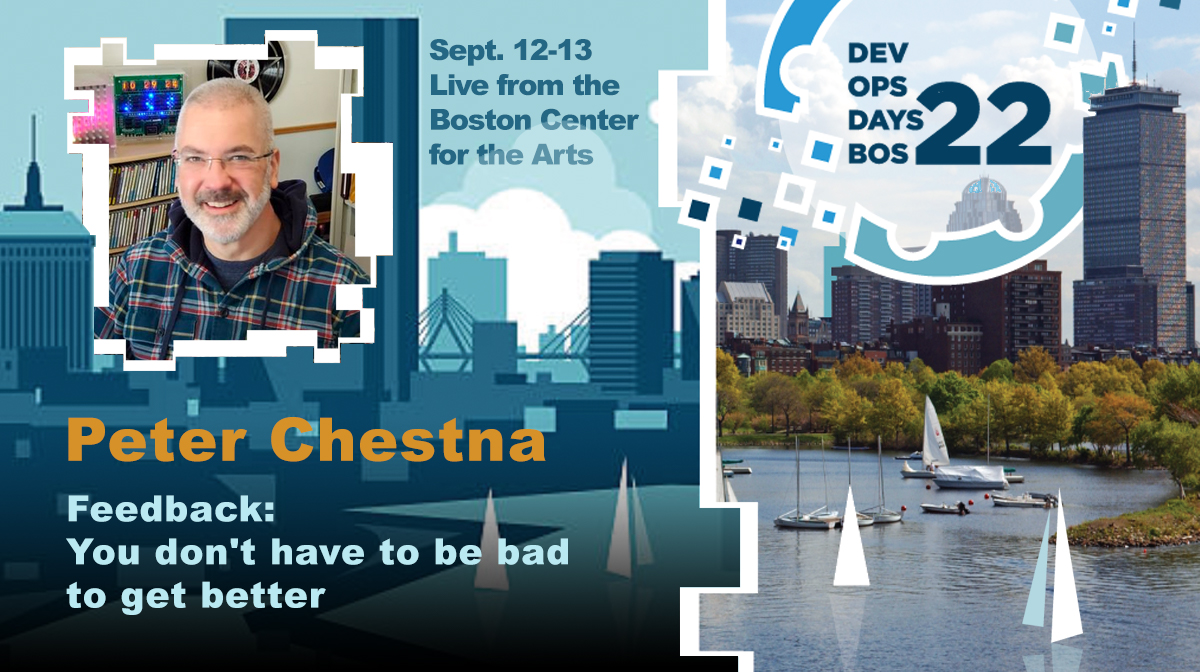 Sept. 12-13
Live from the
Boston Center
for the Arts
DEV
OPS
DAYS
BOS
22
Peter Chestna
Feedback:
You don't have to be bad
to get better